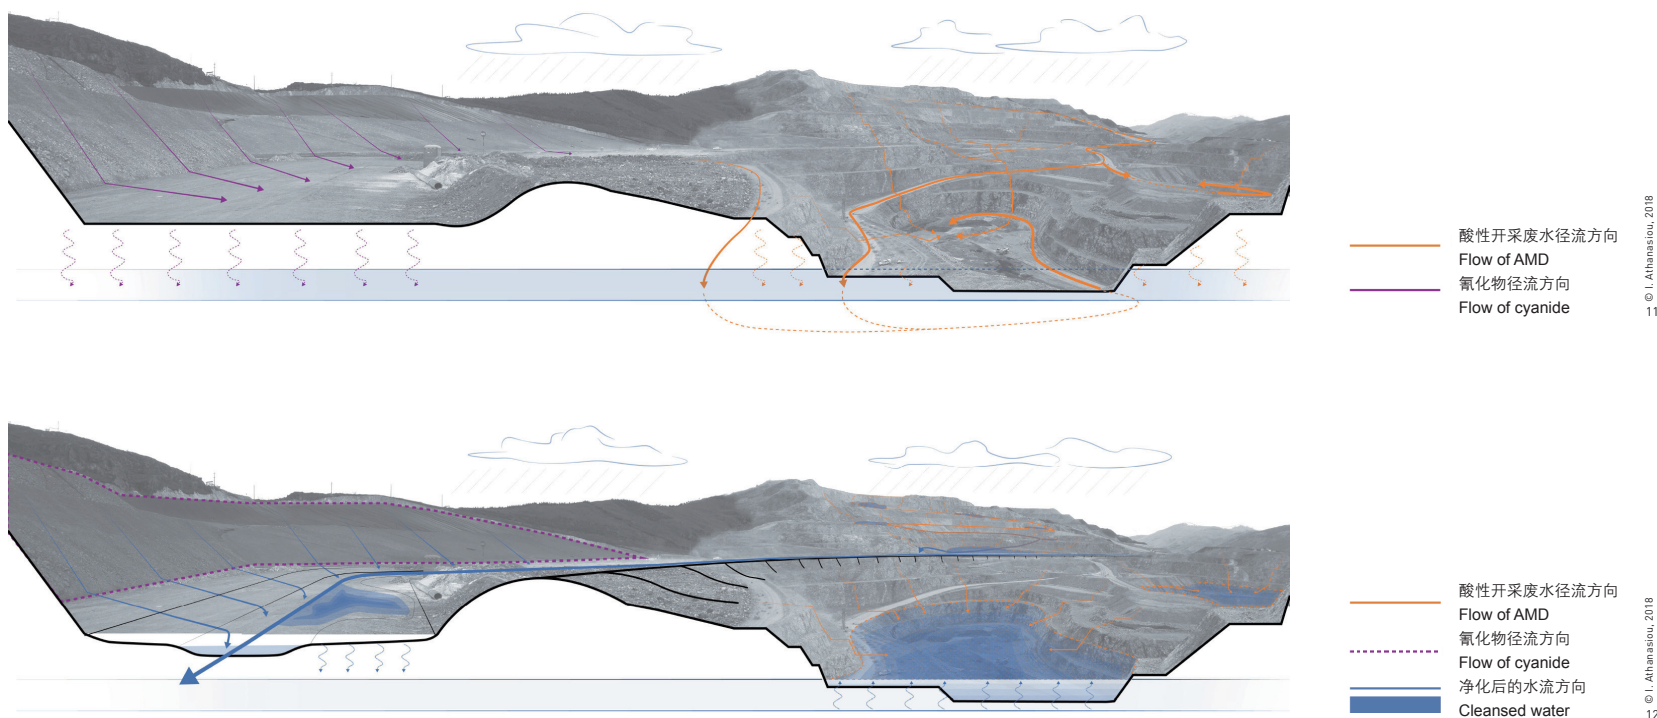 酸性开采废水径流方向
Flow of AMD
氰化物径流方向
Flow of cyanide
© I. Athanasiou, 2018
11
酸性开采废水径流方向
Flow of AMD
氰化物径流方向
Flow of cyanide
净化后的水流方向
Cleansed water
© I. Athanasiou, 2018
12